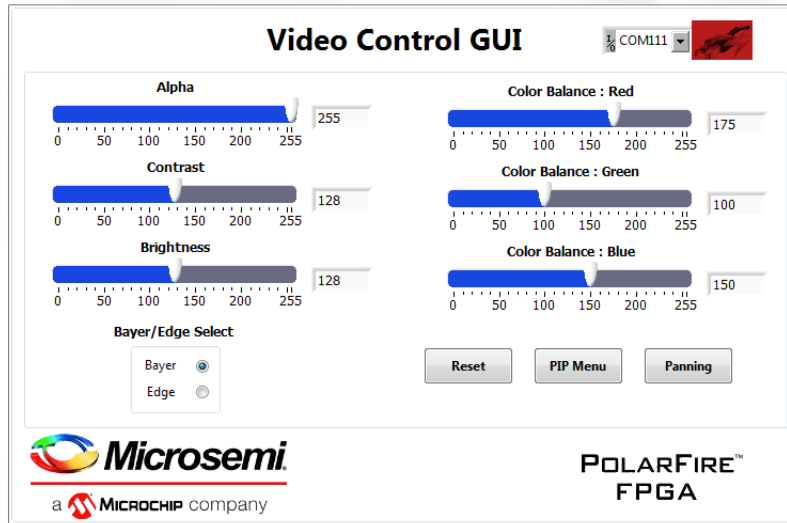 Video Control GUI
I/O COM111
Alpha
255
0 50 100 150 200 255
Contrast
128
0 50 100 150 200 255
Brightness
128
0 50 100 150 200 255
Bayer/Edge Select
Bayer
Edge
Color Balance : Red
175
0 50 100 150 200 255
Color Balance : Green
100
0 50 100 150 200 255
Color Balance : Blue
150
0 50 100 150 200 255
Reset PIP Menu Panning
Microsemi.
a MICROCHIP company
POLARFIRE™
FPGA